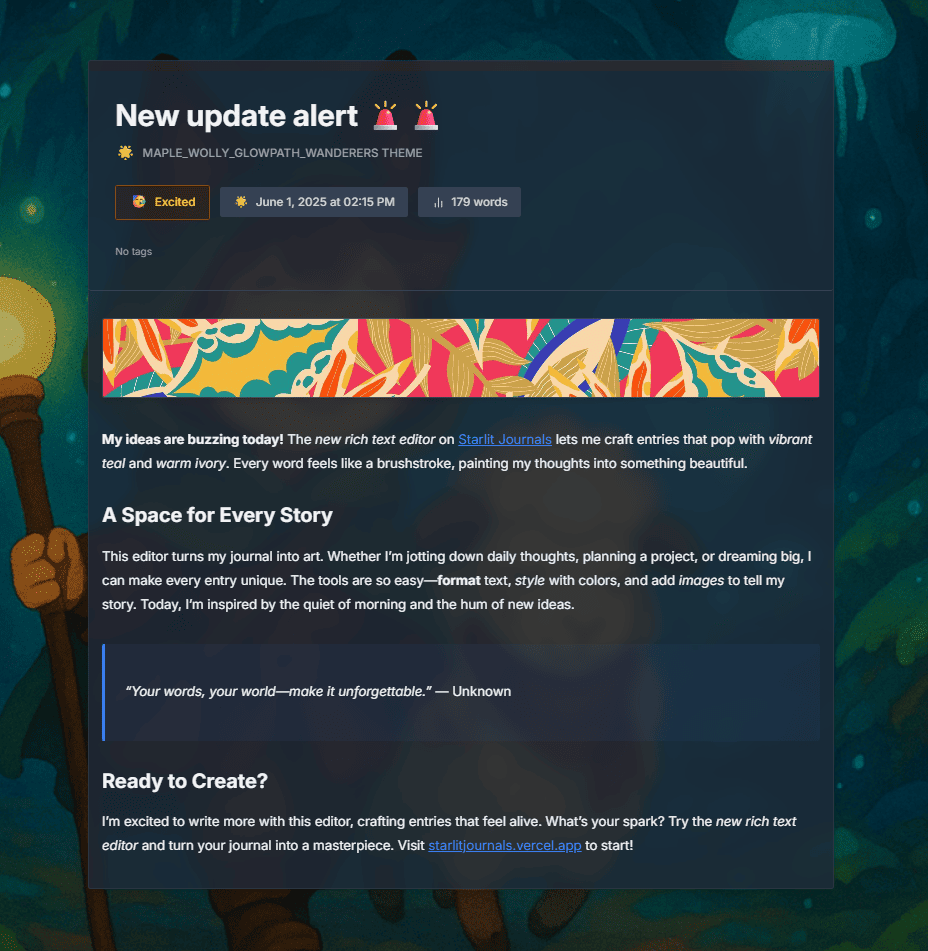 New update alert 🚨 🚨
🌟 MAPLE_WOLLY_GLOWPATH_WANDERERS THEME
🥳 Excited
🌟 June 1, 2025 at 02:15 PM
179 words
No tags
My ideas are buzzing today! The new rich text editor on Starlit Journals lets me craft entries that pop with vibrant
teal and warm ivory. Every word feels like a brushstroke, painting my thoughts into something beautiful.
A Space for Every Story
This editor turns my journal into art. Whether I’m jotting down daily thoughts, planning a project, or dreaming big, I
can make every entry unique. The tools are so easy—format text, style with colors, and add images to tell my
story. Today, I’m inspired by the quiet of morning and the hum of new ideas.
“Your words, your world—make it unforgettable.” — Unknown
Ready to Create?
I’m excited to write more with this editor, crafting entries that feel alive. What’s your spark? Try the new rich text
editor and turn your journal into a masterpiece. Visit starlitjournals.vercel.app to start!